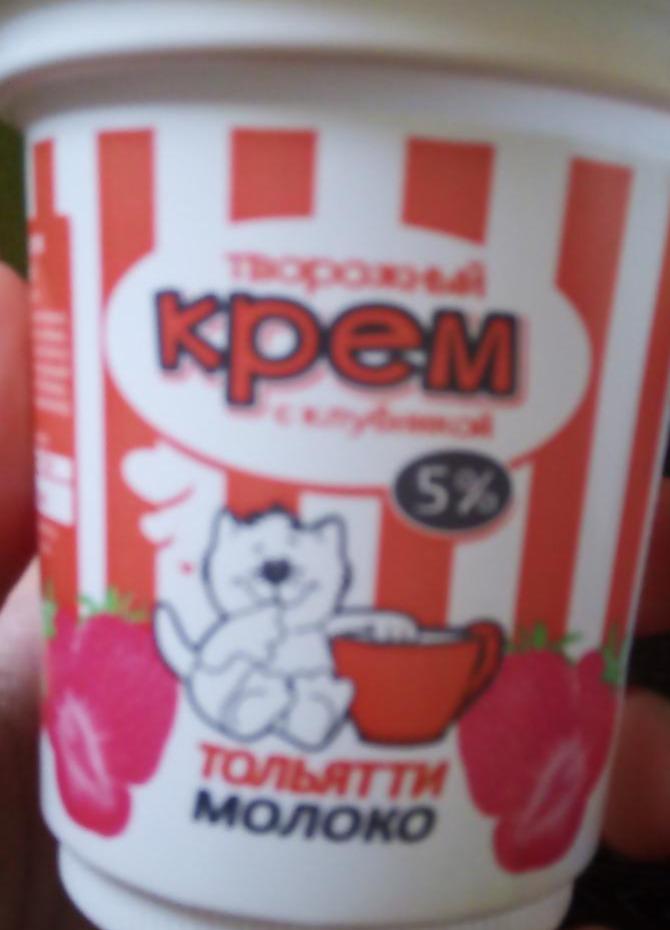 творожный
крем
с клубникой
5%
ТОЛЬЯТТИ
МОЛОКО